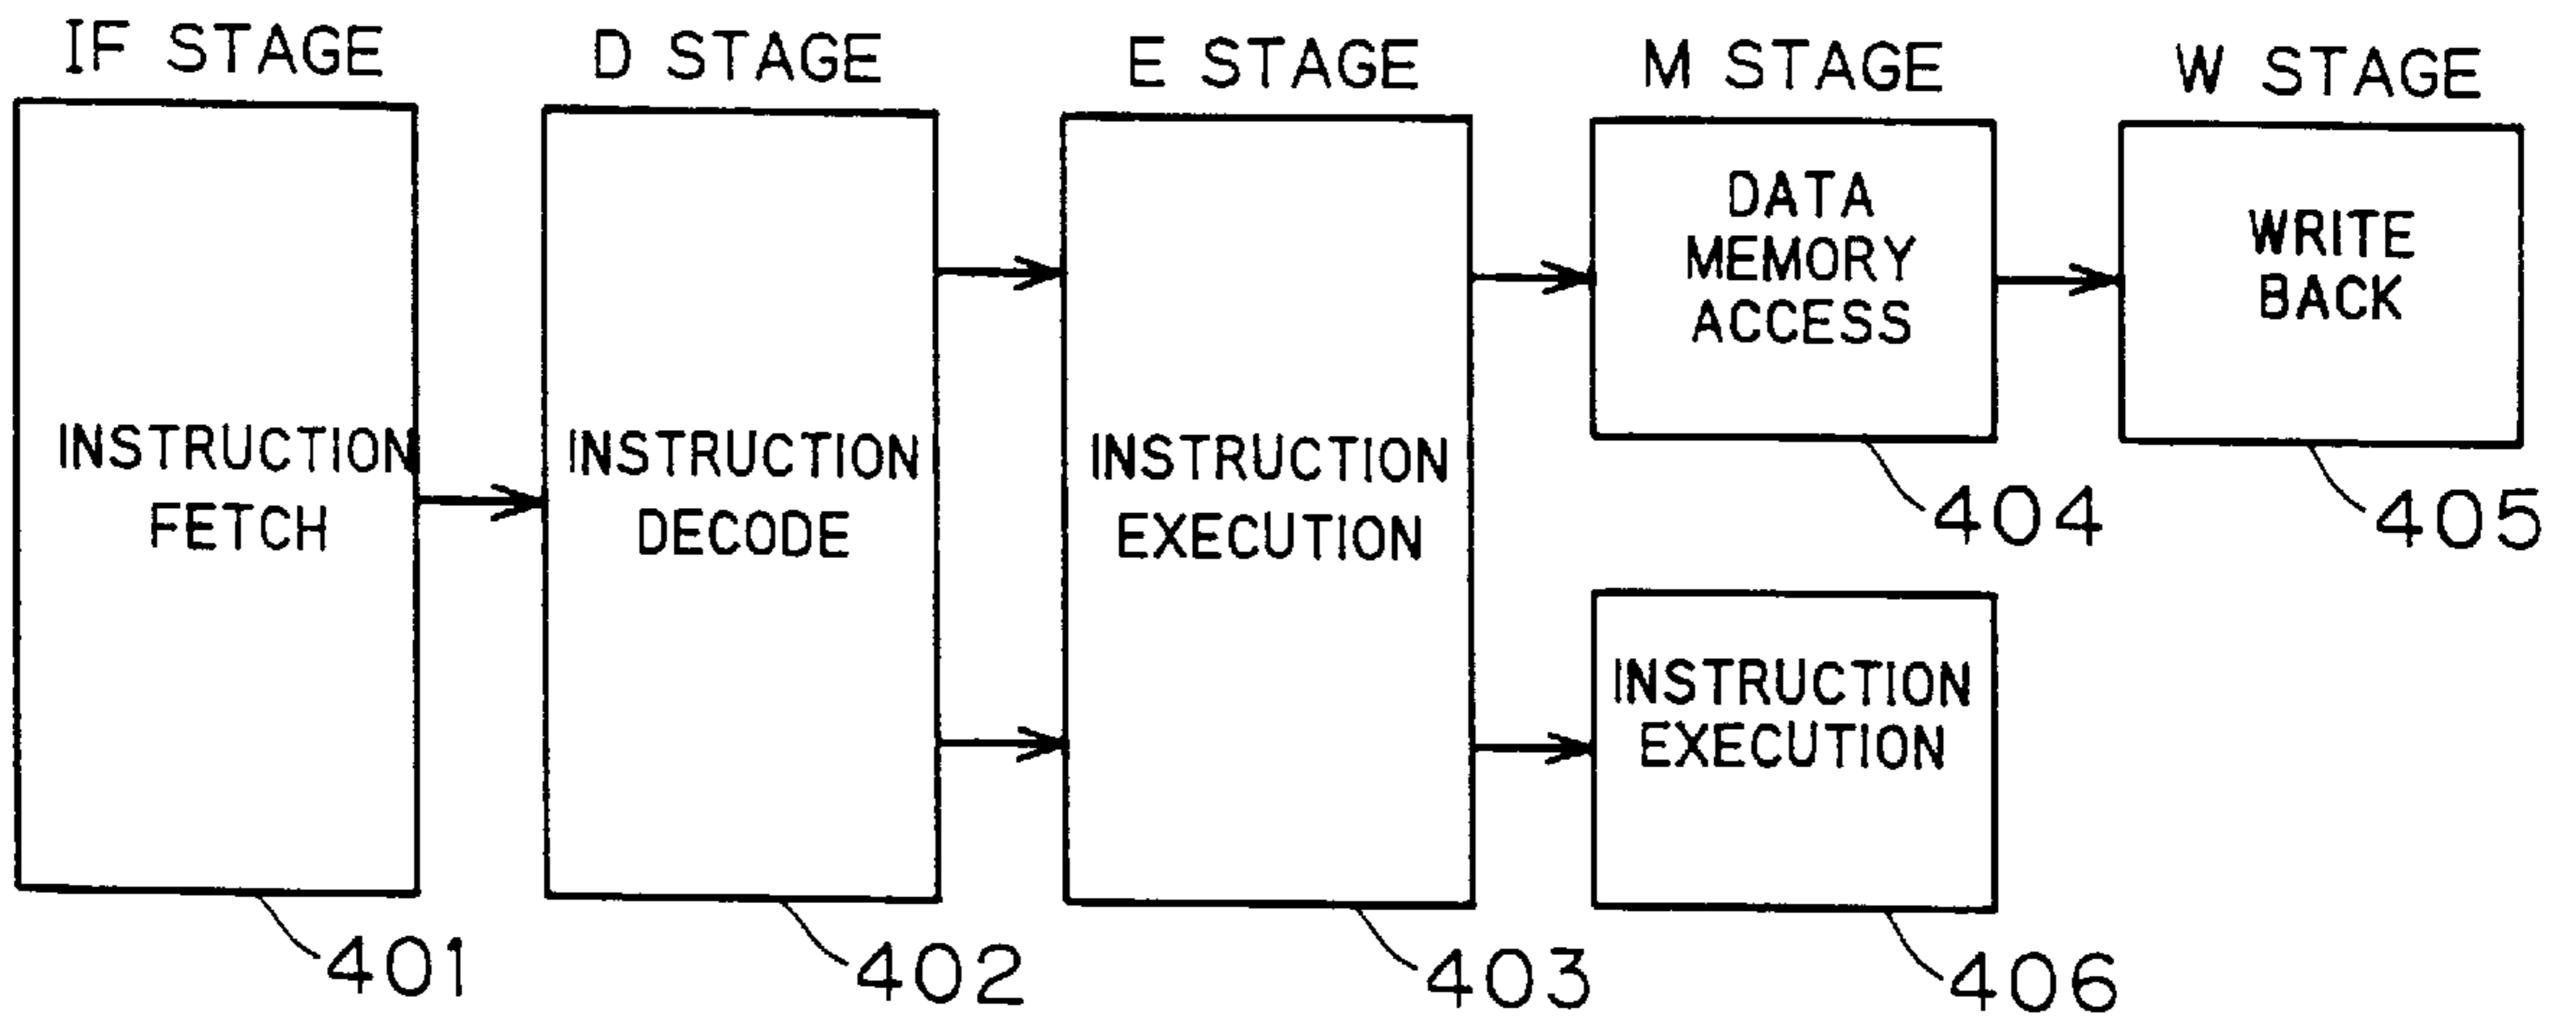 IF STAGE
D STAGE
E STAGE
M STAGE
W STAGE
INSTRUCTION
FETCH
INSTRUCTION
DECODE
INSTRUCTION
EXECUTION
DATA
MEMORY
ACCESS
WRITE
BACK
404
405
INSTRUCTION
EXECUTION
401
402
403
406